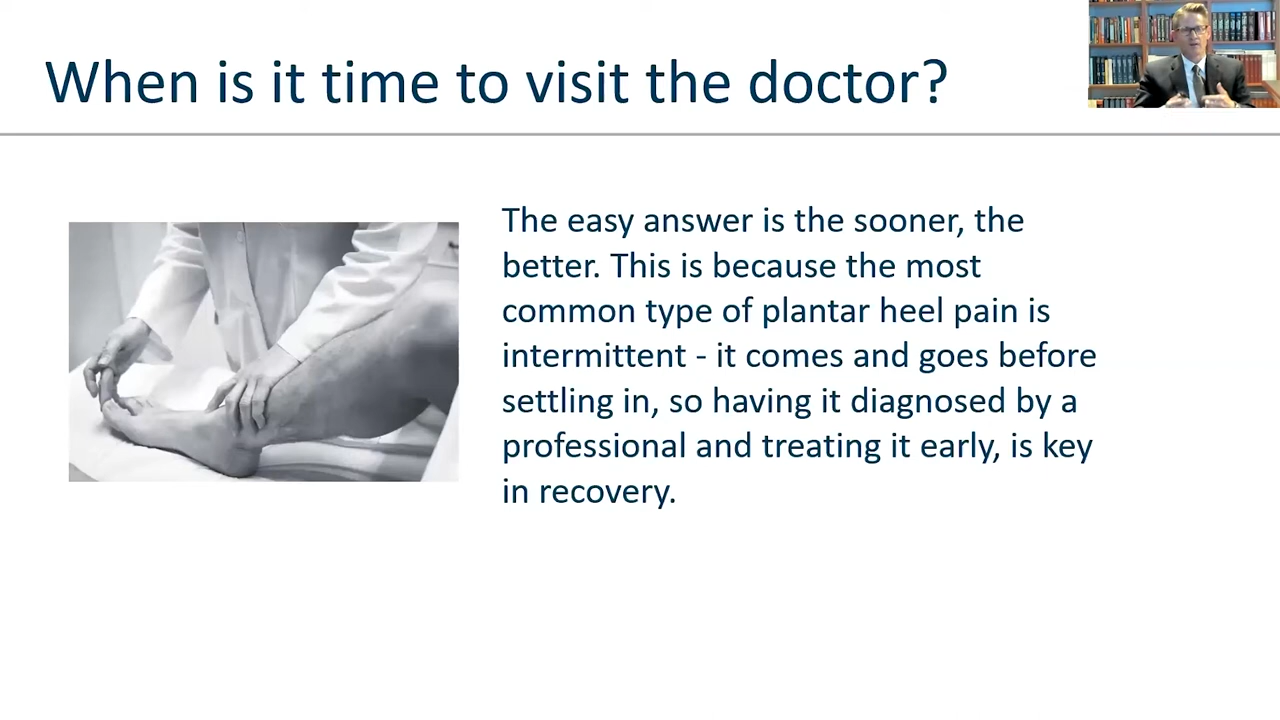 When is it time to visit the doctor?
The easy answer is the sooner, the
better. This is because the most
common type of plantar heel pain is
intermittent - it comes and goes before
settling in, so having it diagnosed by a
professional and treating it early, is key
in recovery.